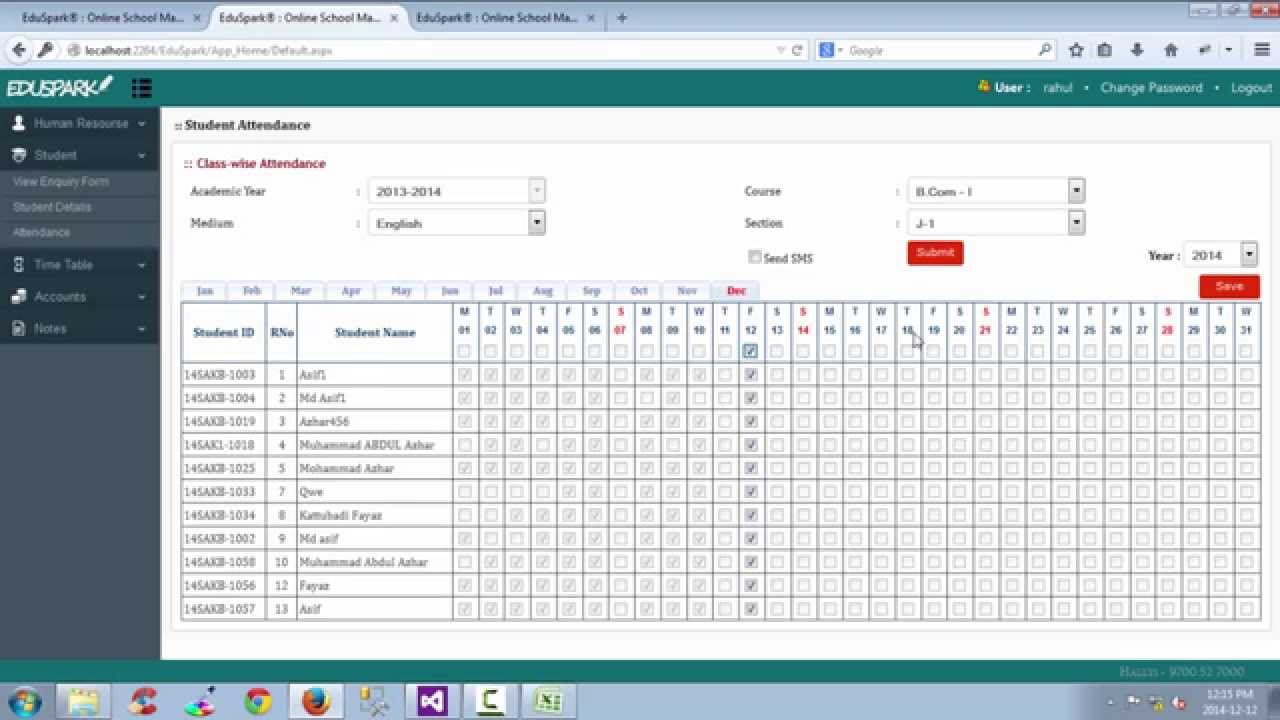 EduSpark® : Online School Ma... × EduSpark® : Online School Ma... × EduSpark® : Online School Ma... × +
localhost:2264/EduSpark/App_Home/Default.aspx Google
EDUSPARK User : rahul • Change Password • Logout
Human Resourse
Student
View Enquiry Form
Student Details
Attendance
Time Table
Accounts
Notes
:: Student Attendance
:: Class-wise Attendance
Academic Year : 2013-2014 Course : B.Com - I
Medium : English Section : J-1
Send SMS Submit Year : 2014
Save
Jan Feb Mar Apr May Jun Jul Aug Sep Oct Nov Dec
M T W T F S S M T W T F S S M T W T F S S M T W T F S S M T W
Student ID RNo Student Name 01 02 03 04 05 06 07 08 09 10 11 12 13 14 15 16 17 18 19 20 21 22 23 24 25 26 27 28 29 30 31
14SAKB-1003 1 Asif1
14SAKB-1004 2 Md Asif1
14SAKB-1019 3 Azhar456
14SAK1-1018 4 Muhammad ABDUL Azhar
14SAKB-1025 5 Mohammad Azhar
14SAKB-1033 7 Qwe
14SAKB-1034 8 Kattubadi Fayaz
14SAKB-1002 9 Md asif
14SAKB-1058 10 Muhammad Abdul Azhar
14SAKB-1056 12 Fayaz
14SAKB-1057 13 Asif
9700 52 7000
12:15 PM
2014-12-12